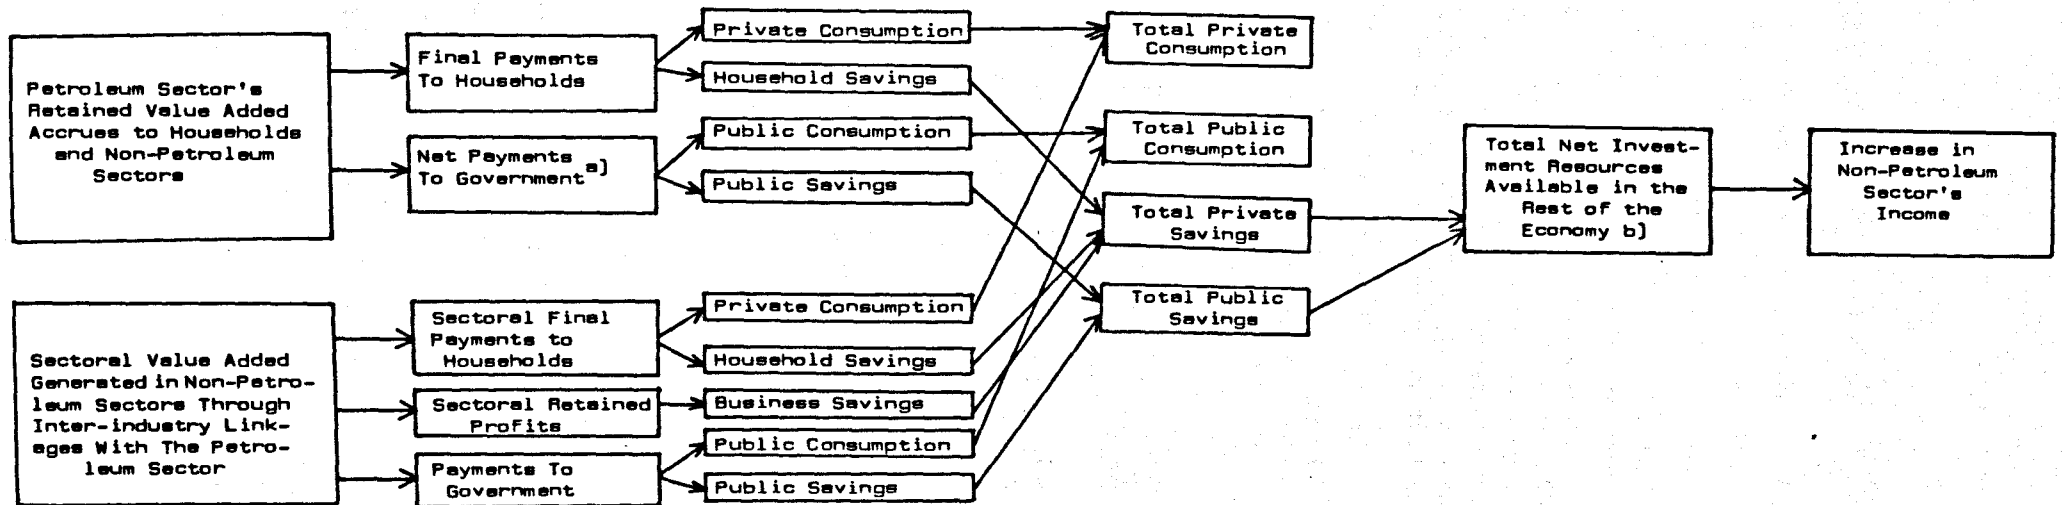 Petroleum Sector's
Retained Value Added
Accrues to Households
and Non-Petroleum
Sectors
Final Payments
To Households
Net Payments
To Government a)
Private Consumption
Household Savings
Public Consumption
Public Savings
Total Private
Consumption
Total Public
Consumption
Total Private
Savings
Total Public
Savings
Total Net Invest-
ment Resources
Available in the
Rest of the
Economy b)
Increase in
Non-Petroleum
Sector's
Income
Sectoral Value Added
Generated in Non-Petro-
leum Sectors Through
Inter-industry Link-
ages With The Petro-
leum Sector
Sectoral Final
Payments to
Households
Sectoral Retained
Profits
Payments To
Government
Private Consumption
Household Savings
Business Savings
Public Consumption
Public Savings